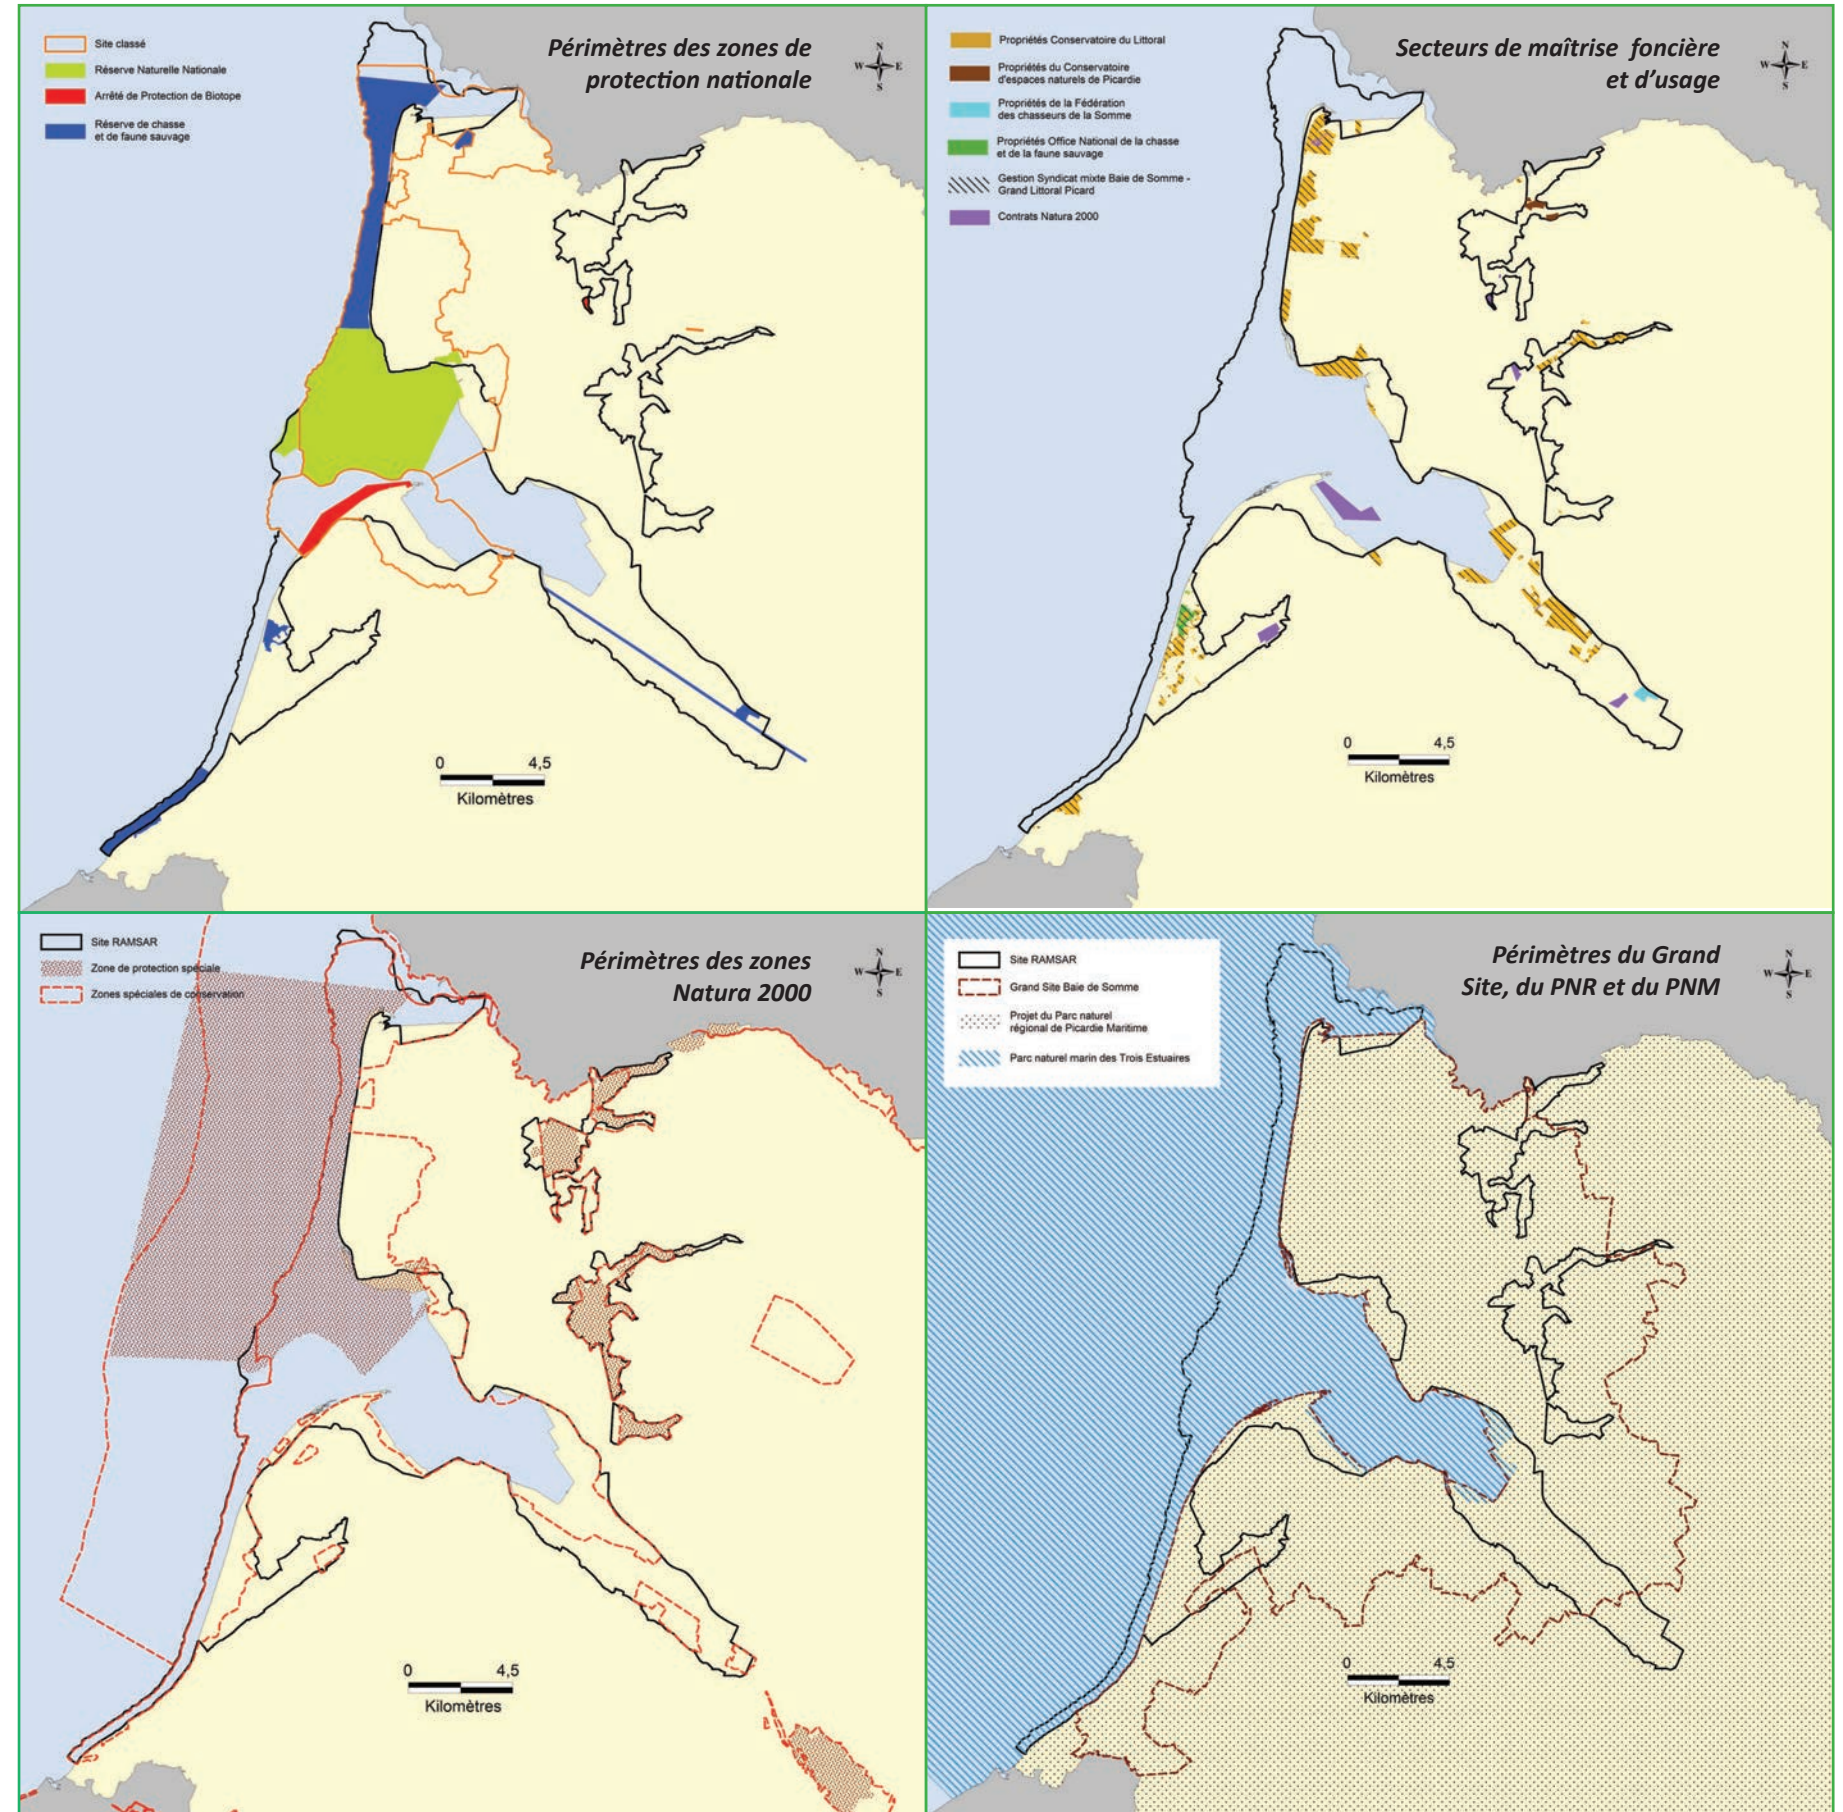 Périmètres des zones de
protection nationale
Site classé
Réserve Naturelle Nationale
Arrêté de Protection de Biotope
Réserve de chasse
et de faune sauvage
N
W E
S
0 4,5
Kilomètres
Secteurs de maîtrise foncière
et d'usage
Propriétés Conservatoire du Littoral
Propriétés du Conservatoire
d'espaces naturels de Picardie
Propriétés de la Fédération
des chasseurs de la Somme
Propriétés Office National de la chasse
et de la faune sauvage
Gestion Syndicat mixte Baie de Somme -
Grand Littoral Picard
Contrats Natura 2000
N
W E
S
0 4,5
Kilomètres
Périmètres des zones
Natura 2000
Site RAMSAR
Zone de protection spéciale
Zones spéciales de conservation
N
W E
S
0 4,5
Kilomètres
Périmètres du Grand
Site, du PNR et du PNM
Site RAMSAR
Grand Site Baie de Somme
Projet du Parc naturel
régional de Picardie Maritime
Parc naturel marin des Trois Estuaires
N
W E
S
0 4,5
Kilomètres